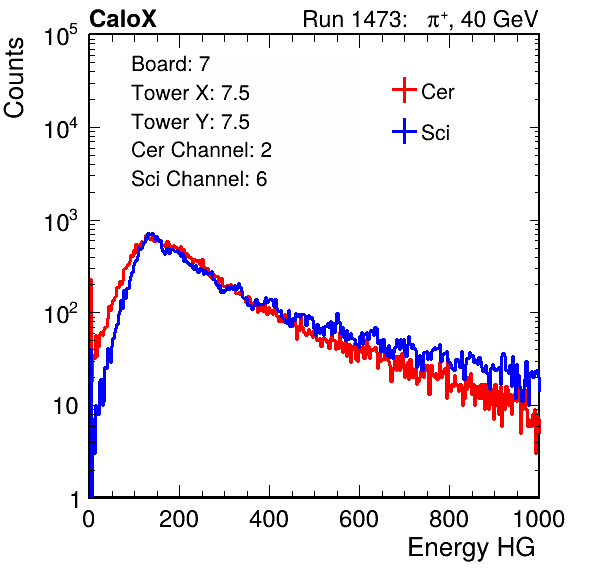 CaloX Run 1473: π⁺, 40 GeV
Counts
10⁵
10⁴
10³
10²
10
1
Board: 7
Tower X: 7.5
Tower Y: 7.5
Cer Channel: 2
Sci Channel: 6
Cer
Sci
0 200 400 600 800 1000
Energy HG